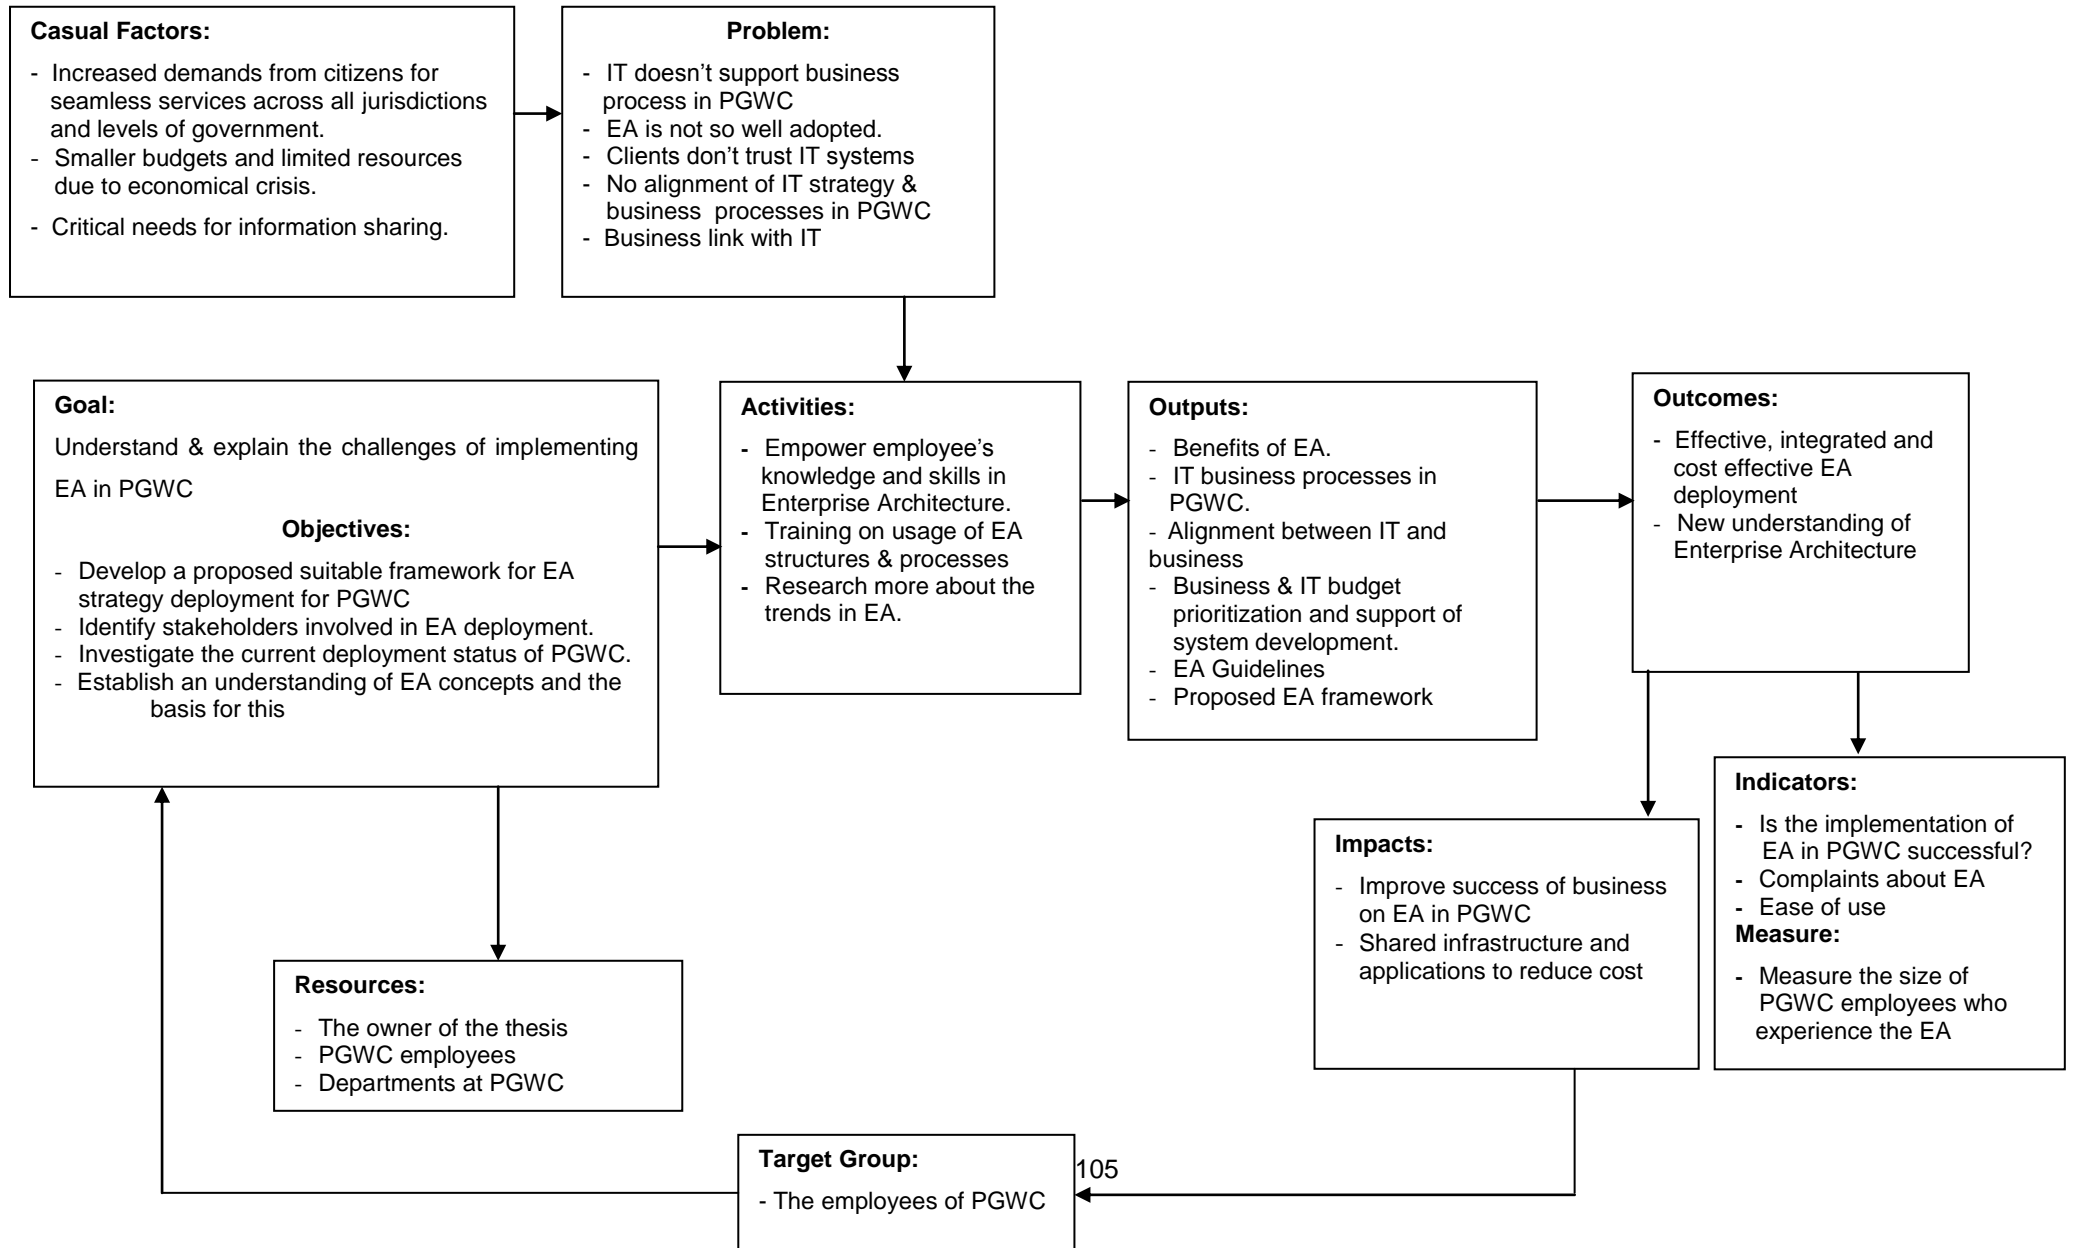 Casual Factors:
- Increased demands from citizens for
seamless services across all jurisdictions
and levels of government.
- Smaller budgets and limited resources
due to economical crisis.
- Critical needs for information sharing.
Problem:
- IT doesn’t support business
process in PGWC
- EA is not so well adopted.
- Clients don’t trust IT systems
- No alignment of IT strategy &
business processes in PGWC
- Business link with IT
Goal:
Understand & explain the challenges of implementing
EA in PGWC
Objectives:
- Develop a proposed suitable framework for EA
strategy deployment for PGWC
- Identify stakeholders involved in EA deployment.
- Investigate the current deployment status of PGWC.
- Establish an understanding of EA concepts and the
basis for this
Activities:
- Empower employee’s
knowledge and skills in
Enterprise Architecture.
- Training on usage of EA
structures & processes
- Research more about the
trends in EA.
Outputs:
- Benefits of EA.
- IT business processes in
PGWC.
- Alignment between IT and
business
- Business & IT budget
prioritization and support of
system development.
- EA Guidelines
- Proposed EA framework
Outcomes:
- Effective, integrated and
cost effective EA
deployment
- New understanding of
Enterprise Architecture
Indicators:
- Is the implementation of
EA in PGWC successful?
- Complaints about EA
- Ease of use
Measure:
- Measure the size of
PGWC employees who
experience the EA
Impacts:
- Improve success of business
on EA in PGWC
- Shared infrastructure and
applications to reduce cost
Resources:
- The owner of the thesis
- PGWC employees
- Departments at PGWC
Target Group:
- The employees of PGWC
105